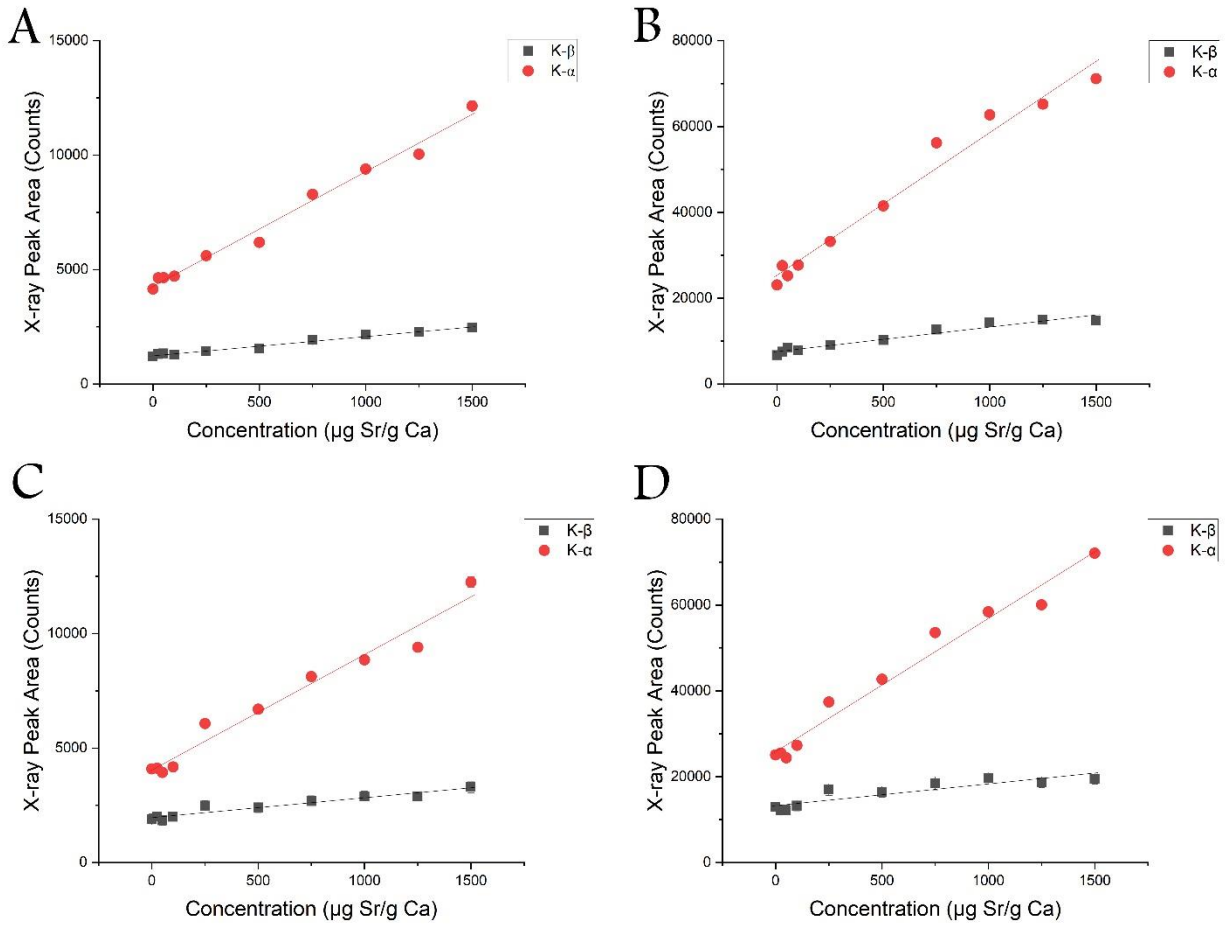 A
15000
10000
5000
0
X-ray Peak Area (Counts)
K-β
K-α
0 500 1000 1500
Concentration (µg Sr/g Ca)
B
80000
60000
40000
20000
0
X-ray Peak Area (Counts)
K-β
K-α
0 500 1000 1500
Concentration (µg Sr/g Ca)
C
15000
10000
5000
0
X-ray Peak Area (Counts)
K-β
K-α
0 500 1000 1500
Concentration (µg Sr/g Ca)
D
80000
60000
40000
20000
0
X-ray Peak Area (Counts)
K-β
K-α
0 500 1000 1500
Concentration (µg Sr/g Ca)